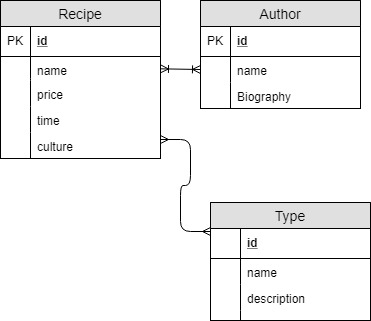 Recipe
PK id
name
price
time
culture
Author
PK id
name
Biography
Type
id
name
description